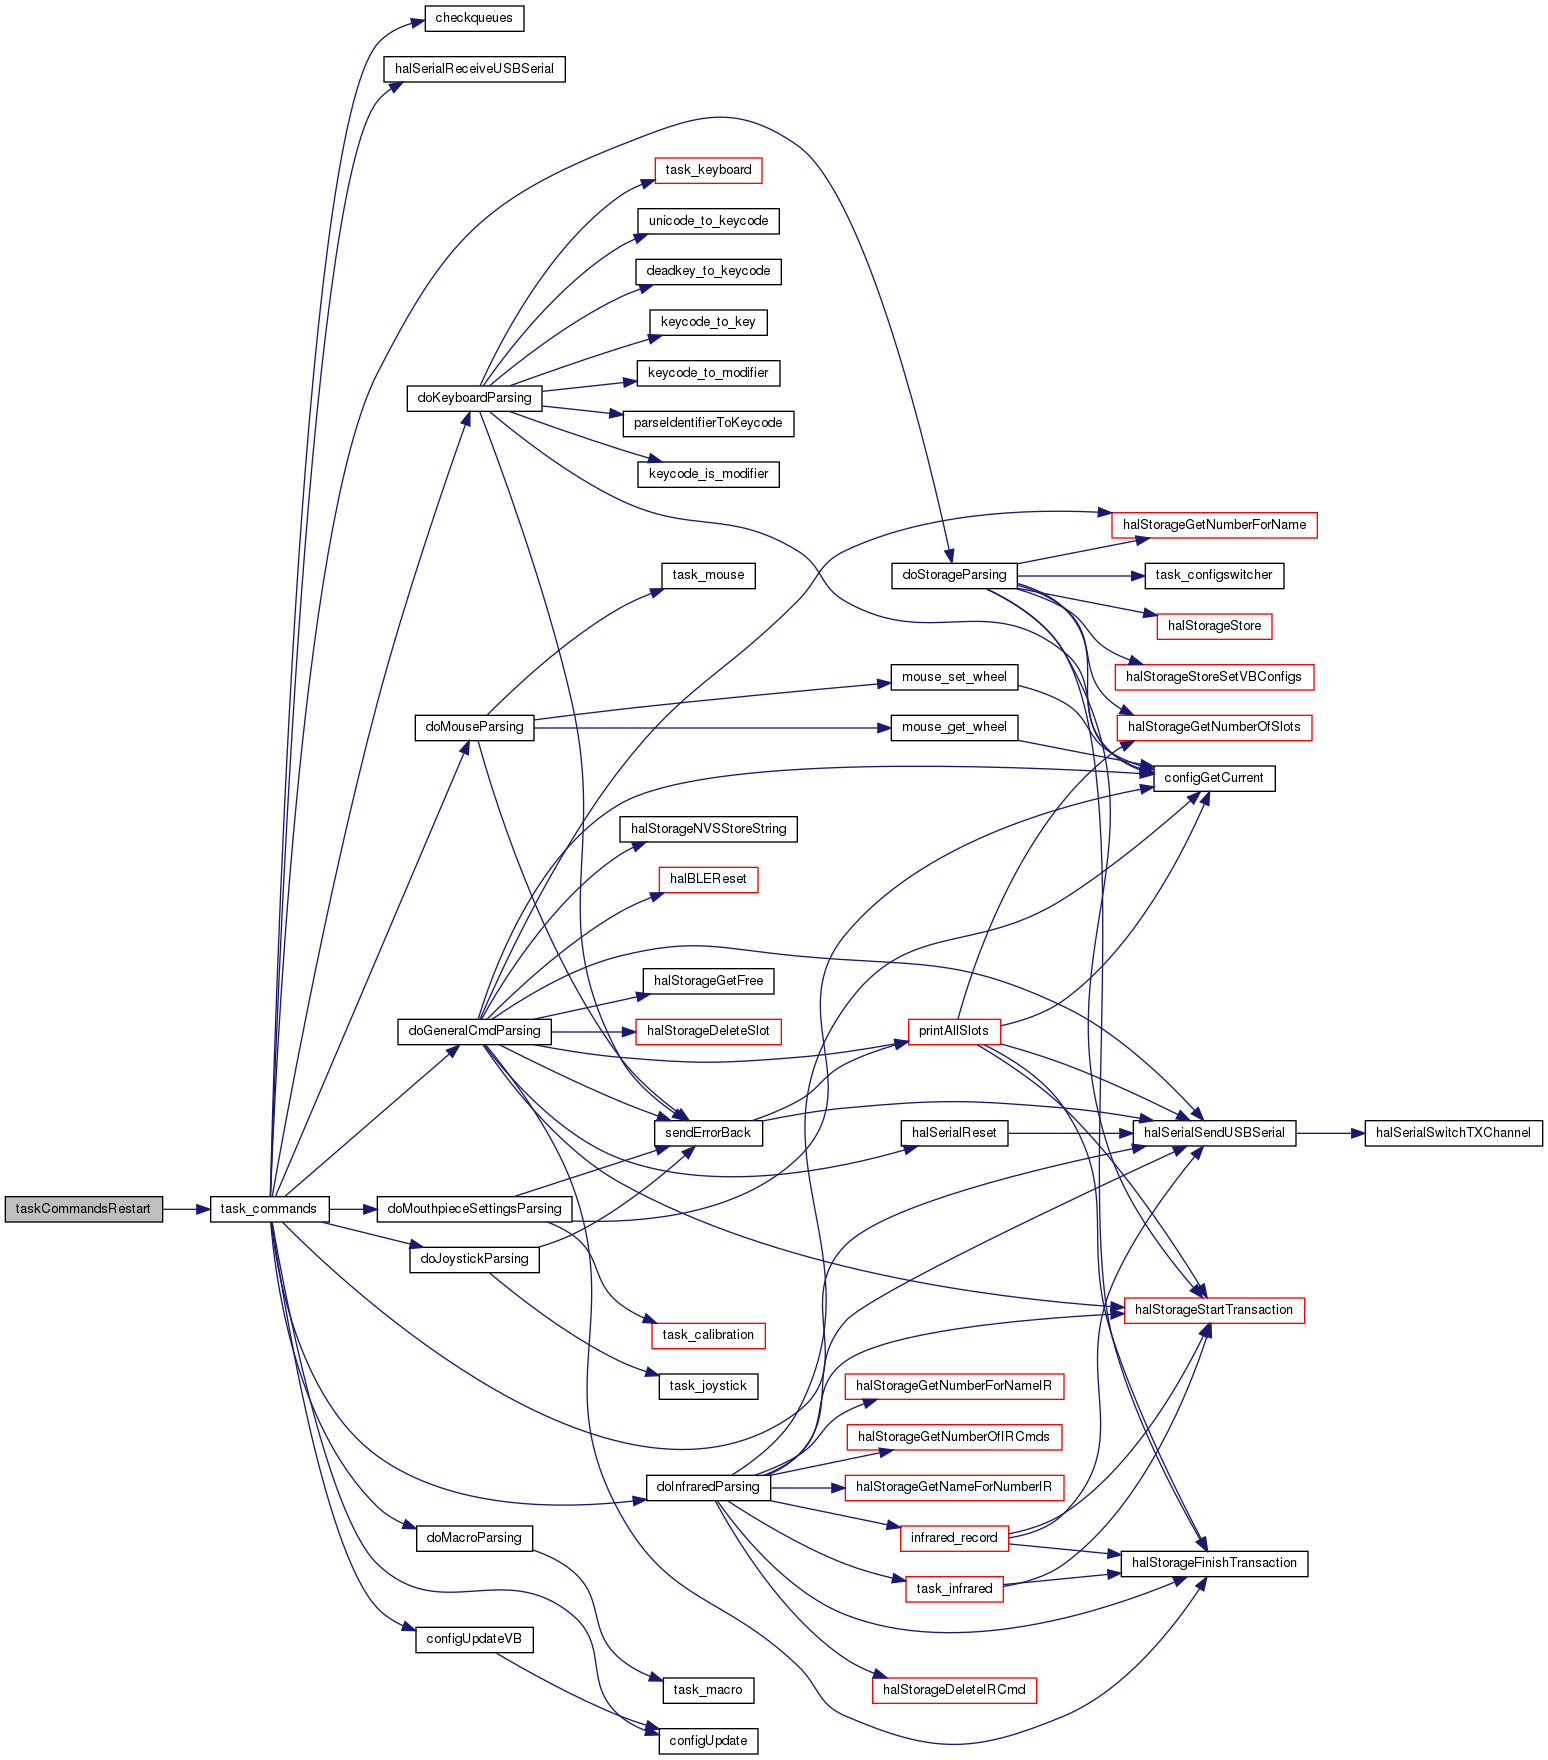 checkqueues
halSerialReceiveUSBSerial
task_keyboard
unicode_to_keycode
deadkey_to_keycode
keycode_to_key
keycode_to_modifier
doKeyboardParsing
parseIdentifierToKeycode
keycode_is_modifier
halStorageGetNumberForName
task_mouse
doStorageParsing
task_configswitcher
halStorageStore
mouse_set_wheel
halStorageStoreSetVBConfigs
doMouseParsing
mouse_get_wheel
halStorageGetNumberOfSlots
configGetCurrent
halStorageNVSStoreString
halBLEReset
halStorageGetFree
doGeneralCmdParsing
halStorageDeleteSlot
printAllSlots
sendErrorBack
halSerialReset
halSerialSendUSBSerial
halSerialSwitchTXChannel
taskCommandsRestart
task_commands
doMouthpieceSettingsParsing
doJoystickParsing
halStorageStartTransaction
task_calibration
task_joystick
halStorageGetNumberForNameIR
halStorageGetNumberOfIRCmds
doInfraredParsing
halStorageGetNameForNumberIR
doMacroParsing
infrared_record
halStorageFinishTransaction
task_infrared
configUpdateVB
task_macro
halStorageDeleteIRCmd
configUpdate